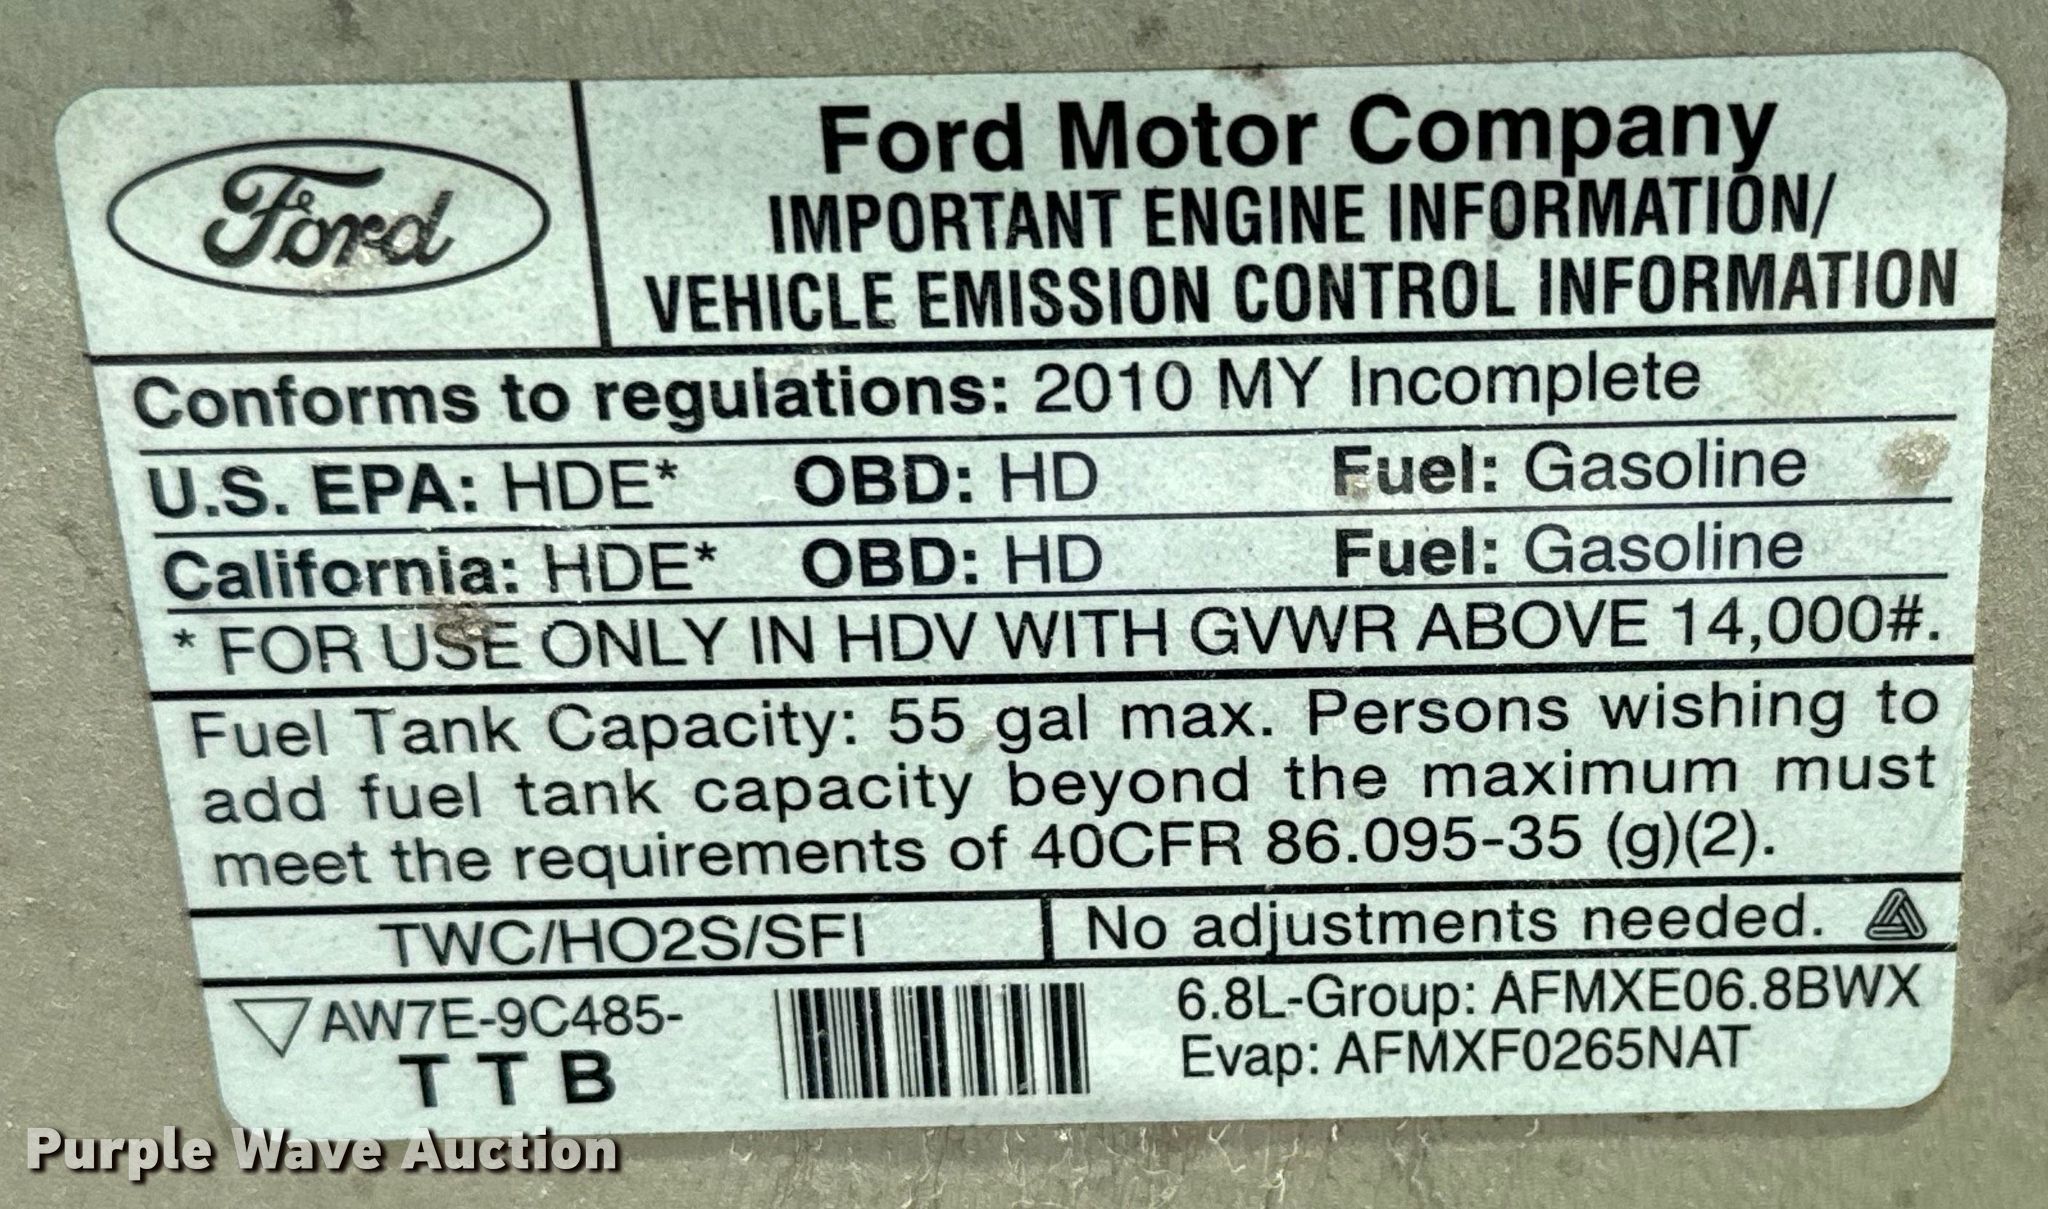 Ford
Ford Motor Company
IMPORTANT ENGINE INFORMATION/
VEHICLE EMISSION CONTROL INFORMATION
Conforms to regulations: 2010 MY Incomplete
U.S. EPA: HDE* OBD: HD Fuel: Gasoline
California: HDE* OBD: HD Fuel: Gasoline
* FOR USE ONLY IN HDV WITH GVWR ABOVE 14,000#.
Fuel Tank Capacity: 55 gal max. Persons wishing to
add fuel tank capacity beyond the maximum must
meet the requirements of 40CFR 86.095-35 (g)(2).
TWC/HO2S/SFI No adjustments needed.
AW7E-9C485-
T T B
6.8L-Group: AFMXE06.8BWX
Evap: AFMXF0265NAT
Purple Wave Auction